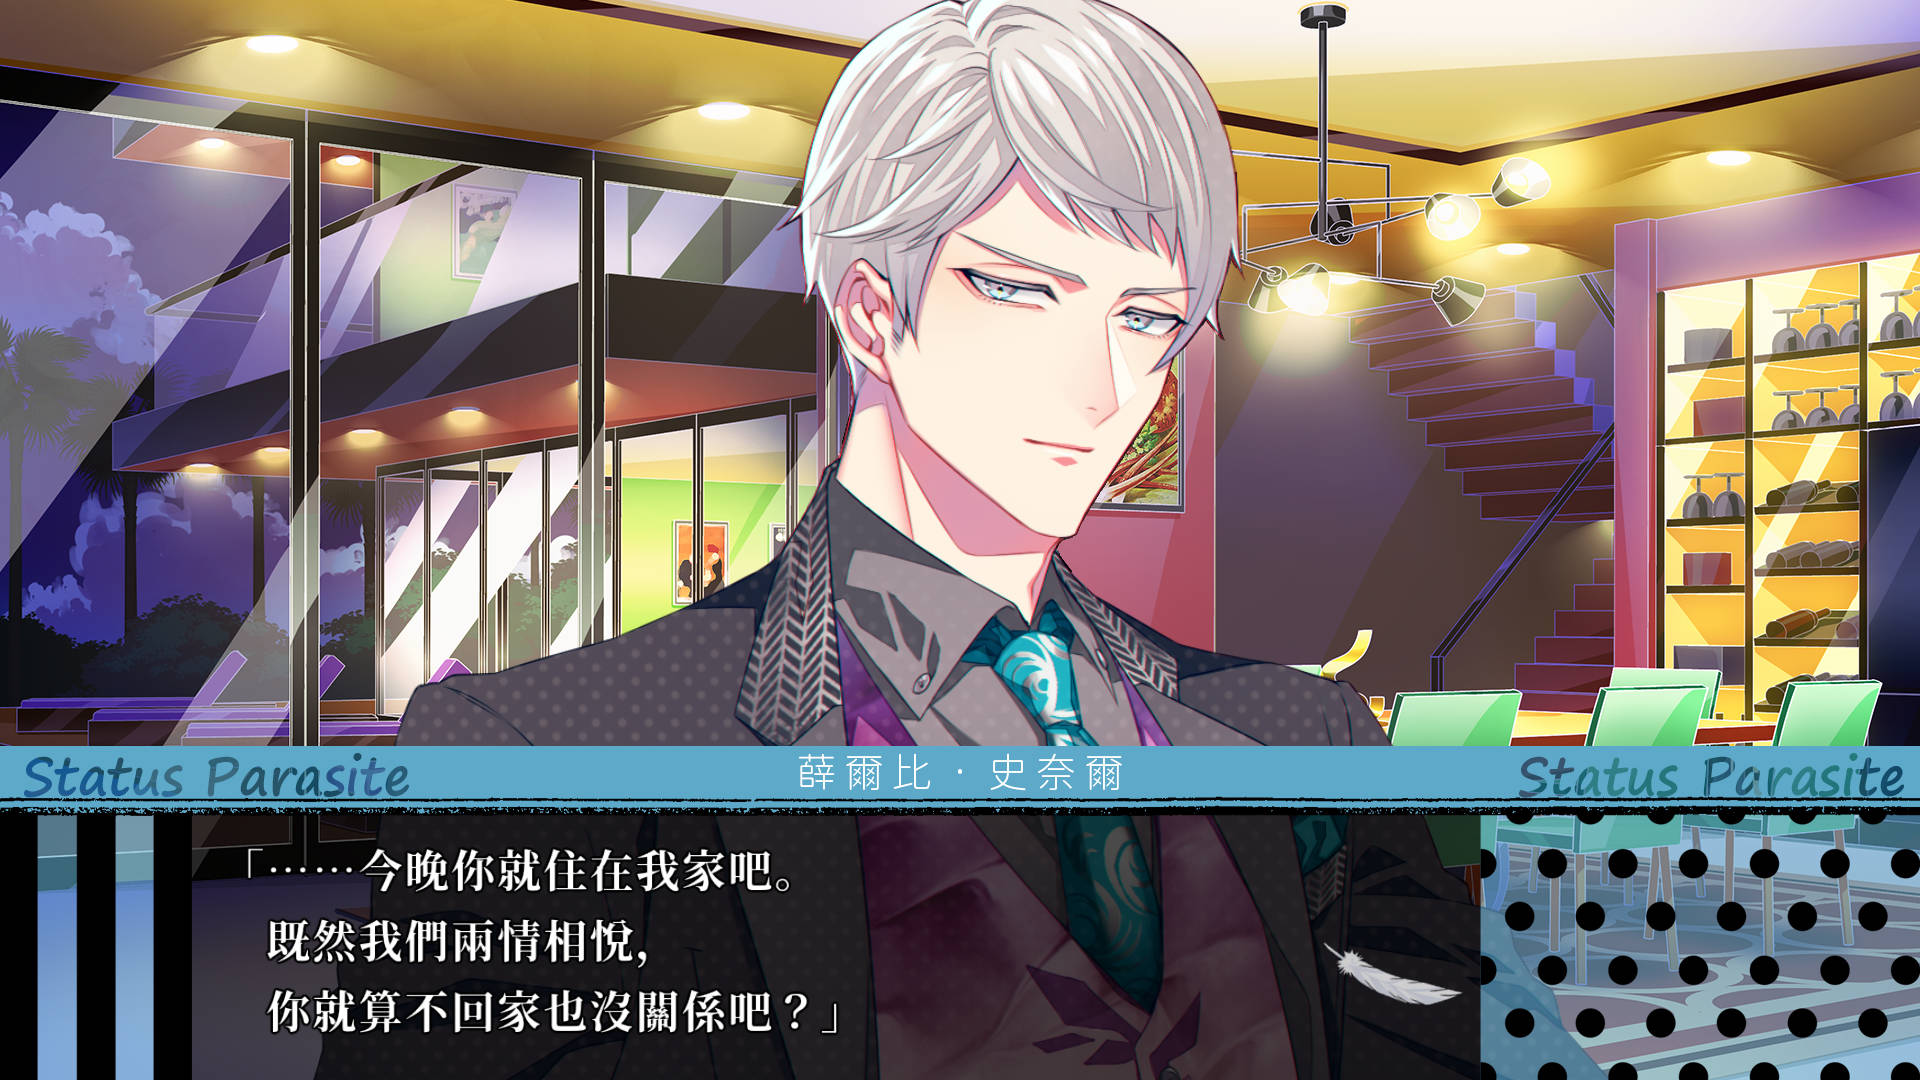 Status Parasite
薛爾比·史奈爾
Status Parasite
「……今晚你就住在我家吧。
既然我們兩情相悅，
你就算不回家也沒關係吧？」